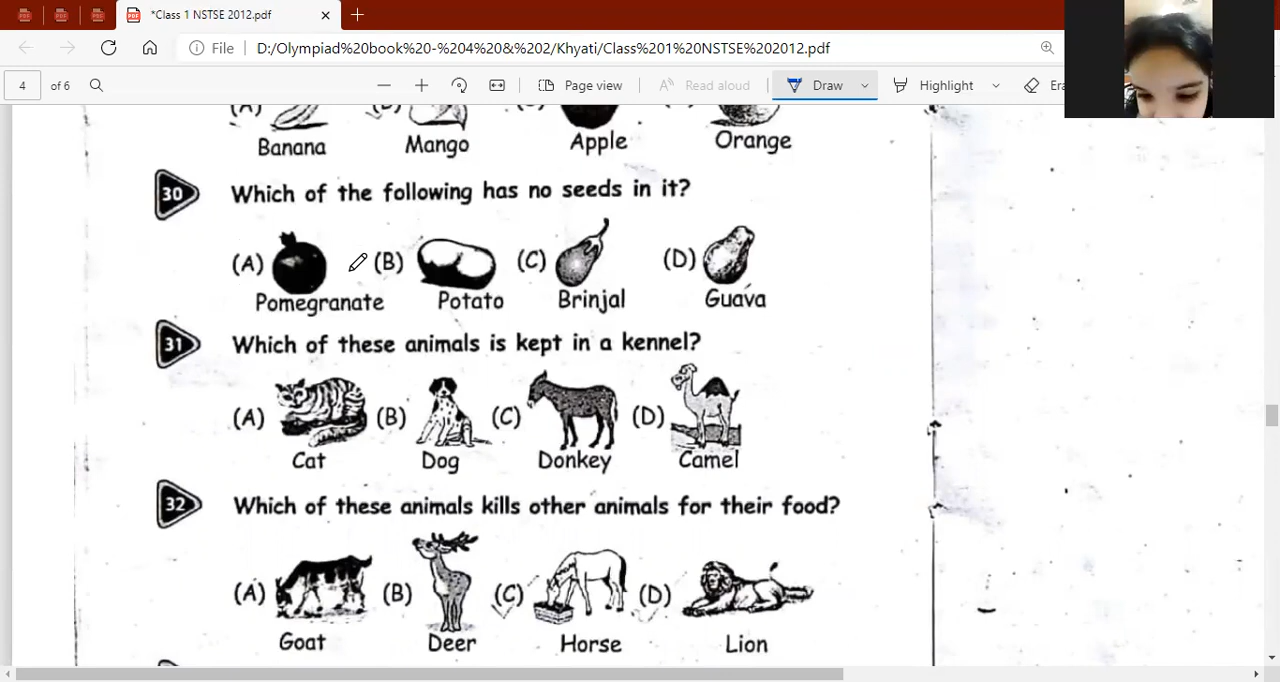 *Class 1 NSTSE 2012.pdf
File D:/Olympiad%20book%20-%204%20&%202/Khyati/Class%201%20NSTSE%202012.pdf
4 of 6 Page view Read aloud Draw Highlight Era
Banana Mango Apple Orange
30 Which of the following has no seeds in it?
(A) (B) (C) (D)
Pomegranate Potato Brinjal Guava
31 Which of these animals is kept in a kennel?
(A) (B) (C) (D)
Cat Dog Donkey Camel
32 Which of these animals kills other animals for their food?
(A) (B) (C) (D)
Goat Deer Horse Lion